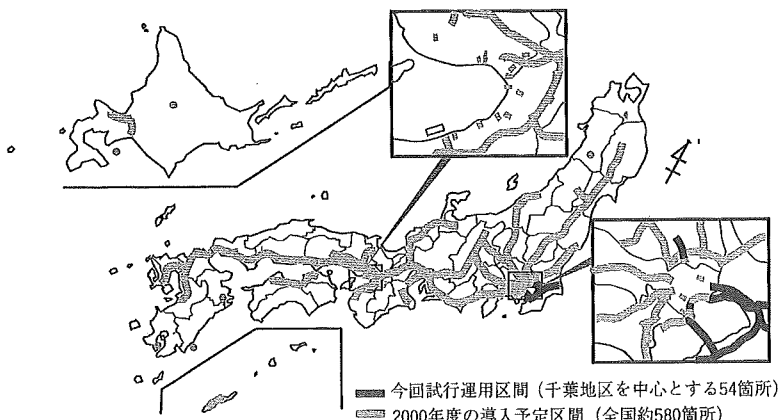 今回試行運用区間（千葉地区を中心とする54箇所）
2000年度の導入予定区間（全国約580箇所）